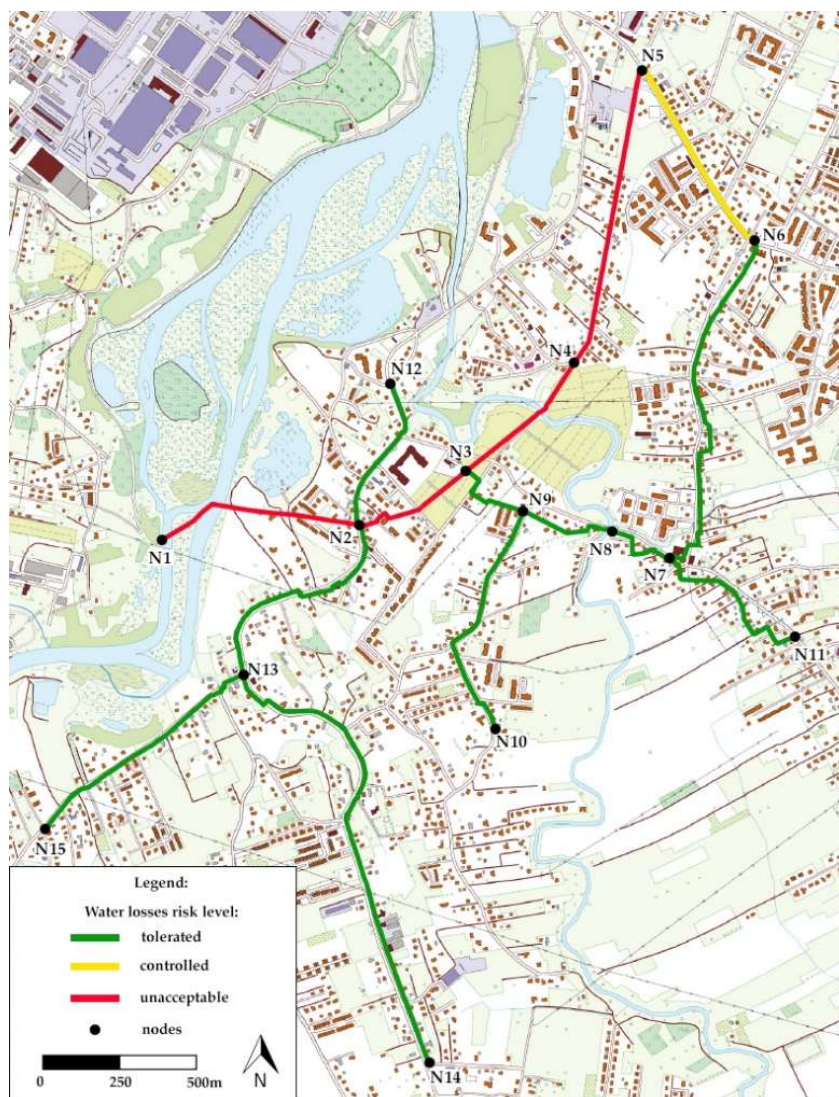 N5
N6
N4
N12
N3
N9
N2
N8
N1
N7
N11
N13
N10
N15
Legend:
Water losses risk level:
tolerated
controlled
unacceptable
nodes
0 250 500m
N
N14